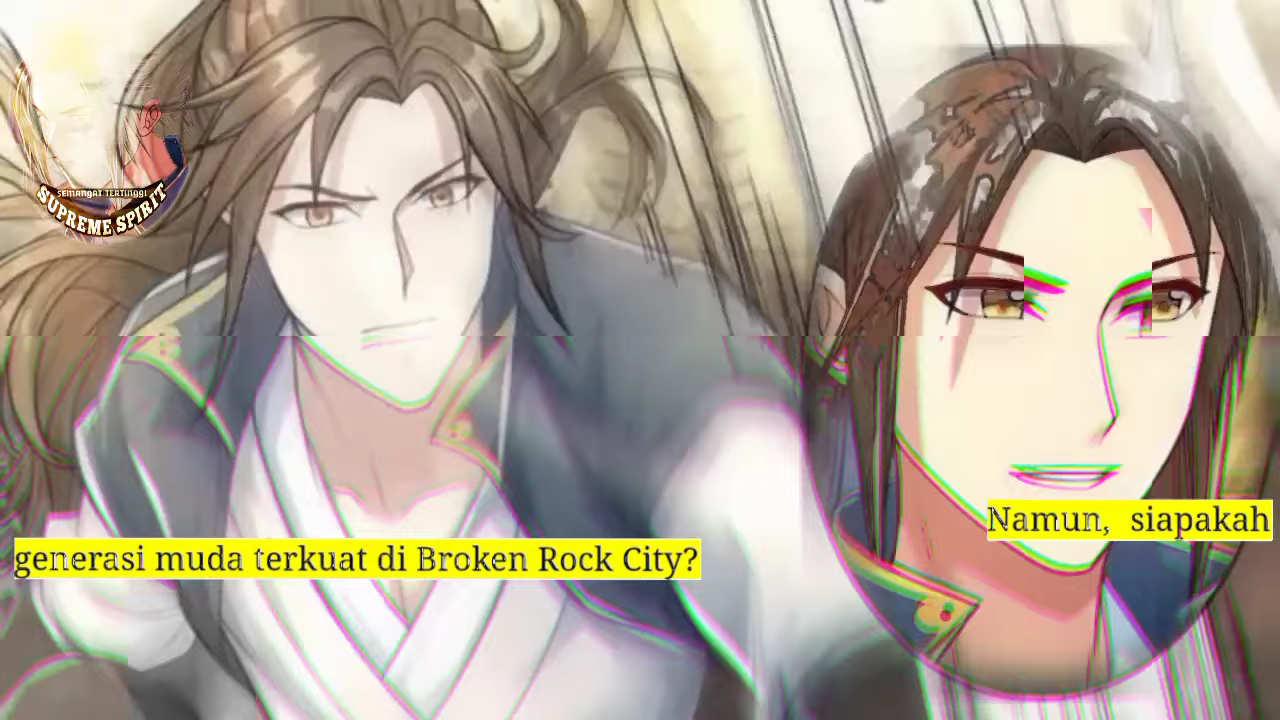 SEMANGAT TERTINGGI
SUPREME SPIRIT
Namun, siapakah
generasi muda terkuat di Broken Rock City?